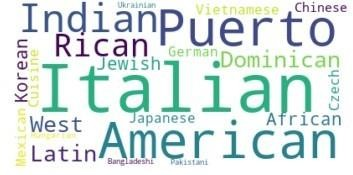 Ukrainian
Vietnamese Chinese
Indian Puerto
Korean Rican German
Cuisine Jewish Dominican
Italian Czech
West Japanese African
Mexican Hungarian American
Latin Bangladeshi Pakistani